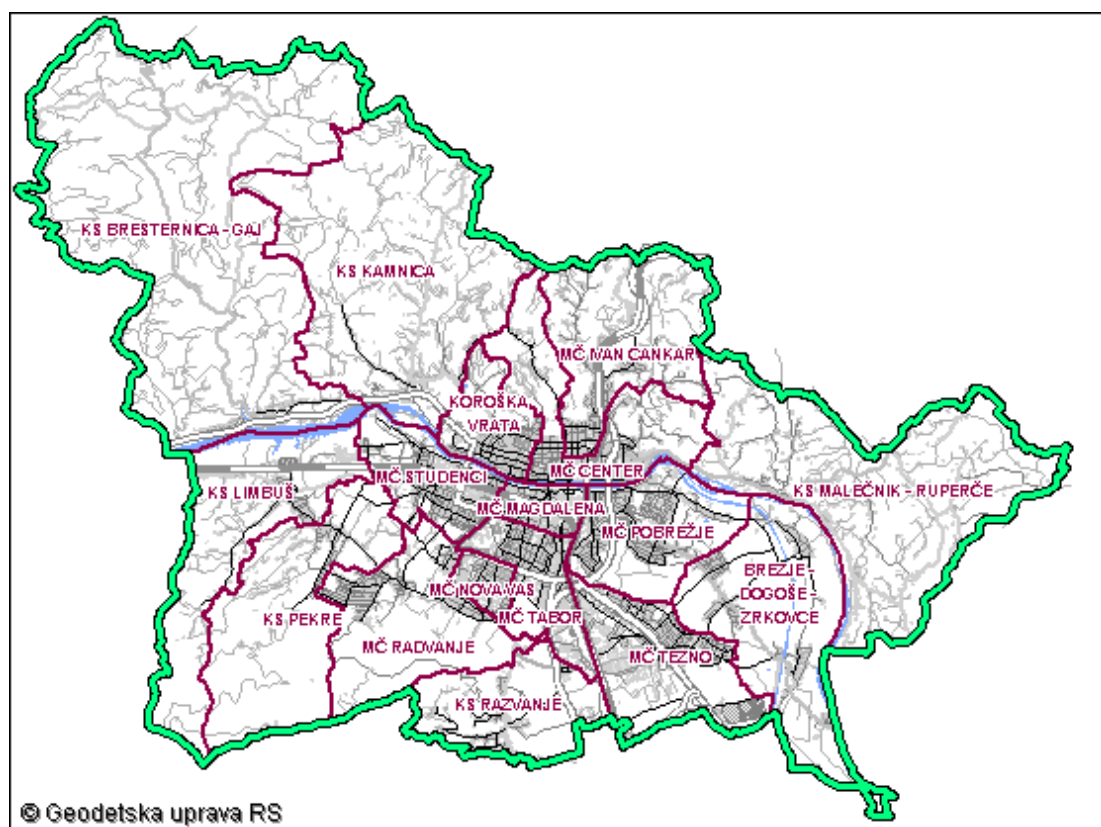 KS BRESTERNICA - GAJ
KS KAMNICA
MČ IVAN CANKAR
KOROŠKA
VRATA
MČ CENTER
MČ STUDENCI
KS LIMBUŠ
KS MALEČNIK - RUPERČE
MČ MAGDALENA
MČ POBREŽJE
BREZJE -
DOGOŠE -
ZRKOVCE
MČ NOVA VAS
KS PEKRE
MČ TABOR
MČ RADVANJE
MČ TEZNO
KS RAZVANJE
© Geodetska uprava RS